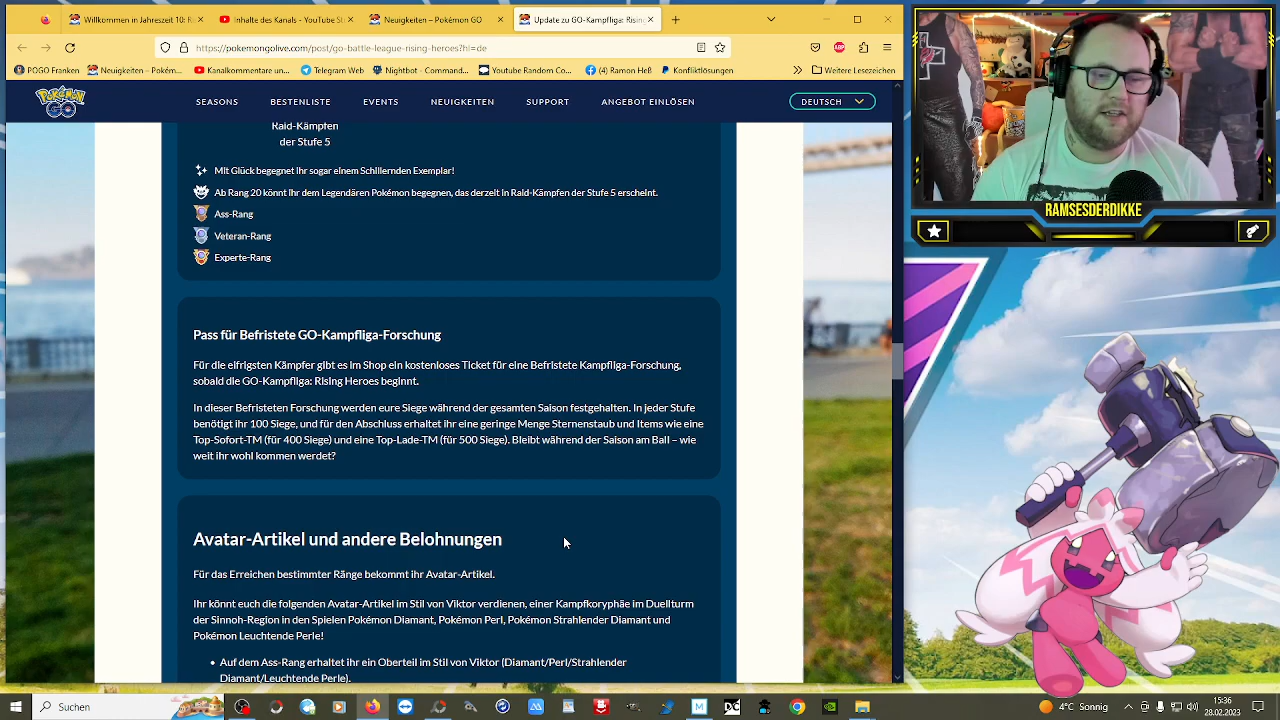 Willkommen in Jahreszeit 10: R
Inhalte des Kanals - YouTube S
Neuigkeiten – Pokémon GO
Update zu GO-Kampfliga: Rising
https://pokemongolive.com/post/go-battle-league-rising-heroes?hl=de
POGO Franken
Neuigkeiten – Pokém...
Kanalkommentare un...
Telegram Web
Nightbot - Comman...
Youtube Random Co...
(4) Ramon Heß
Konfliktlösungen
Weitere Lesezeichen
POKÉMON GO
SEASONS
BESTENLISTE
EVENTS
NEUIGKEITEN
SUPPORT
ANGEBOT EINLÖSEN
DEUTSCH
Raid-Kämpfen
der Stufe 5
Mit Glück begegnet ihr sogar einem Schillernden Exemplar!
Ab Rang 20 könnt ihr dem Legendären Pokémon begegnen, das derzeit in Raid-Kämpfen der Stufe 5 erscheint.
Ass-Rang
Veteran-Rang
Experte-Rang
Pass für Befristete GO-Kampfliga-Forschung
Für die eifrigsten Kämpfer gibt es im Shop ein kostenloses Ticket für eine Befristete Kampfliga-Forschung,
sobald die GO-Kampfliga: Rising Heroes beginnt.
In dieser Befristeten Forschung werden eure Siege während der gesamten Saison festgehalten. In jeder Stufe
benötigt ihr 100 Siege, und für den Abschluss erhaltet ihr eine geringe Menge Sternenstaub und Items wie eine
Top-Sofort-TM (für 400 Siege) und eine Top-Lade-TM (für 500 Siege). Bleibt während der Saison am Ball – wie
weit ihr wohl kommen werdet?
Avatar-Artikel und andere Belohnungen
Für das Erreichen bestimmter Ränge bekommt ihr Avatar-Artikel.
Ihr könnt euch die folgenden Avatar-Artikel im Stil von Viktor verdienen, einer Kampfkoryphäe im Duellturm
der Sinnoh-Region in den Spielen Pokémon Diamant, Pokémon Perl, Pokémon Strahlender Diamant und
Pokémon Leuchtende Perle!
Auf dem Ass-Rang erhaltet ihr ein Oberteil im Stil von Viktor (Diamant/Perl/Strahlender
Diamant/Leuchtende Perle).
RAMSESDERDIKKE
Suchen
4°C
15:36
28.02.2023